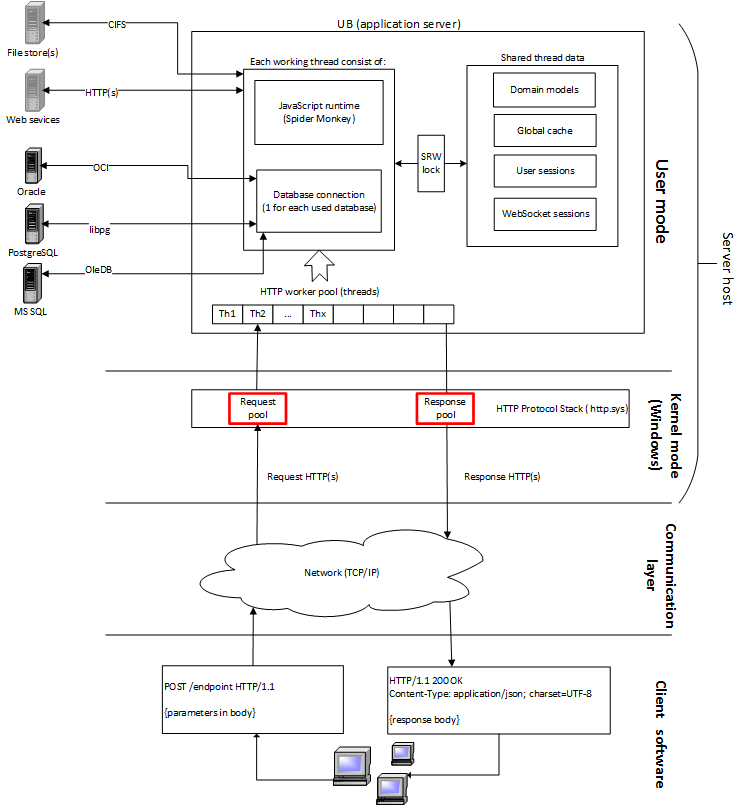 UB (application server)
CIFS
File store(s)
Each working thread consist of:
Shared thread data
JavaScript runtime
(Spider Monkey)
Domain models
HTTP(s)
Web sevices
Global cache
SRW
lock
OCI
Oracle
User sessions
Database connection
(1 for each used database)
WebSocket sessions
libpg
PostgreSQL
OleDB
MS SQL
HTTP worker pool (threads)
Th1
Th2
...
Thx
User mode
Server host
Request
pool
Response
pool
HTTP Protocol Stack ( http.sys)
Kernel mode
(Windows)
Request HTTP(s)
Response HTTP(s)
Network (TCP/IP)
Communication
layer
POST /endpoint HTTP/1.1
{parameters in body}
HTTP/1.1 200 OK
Content-Type: application/json; charset=UTF-8
{response body}
Client software